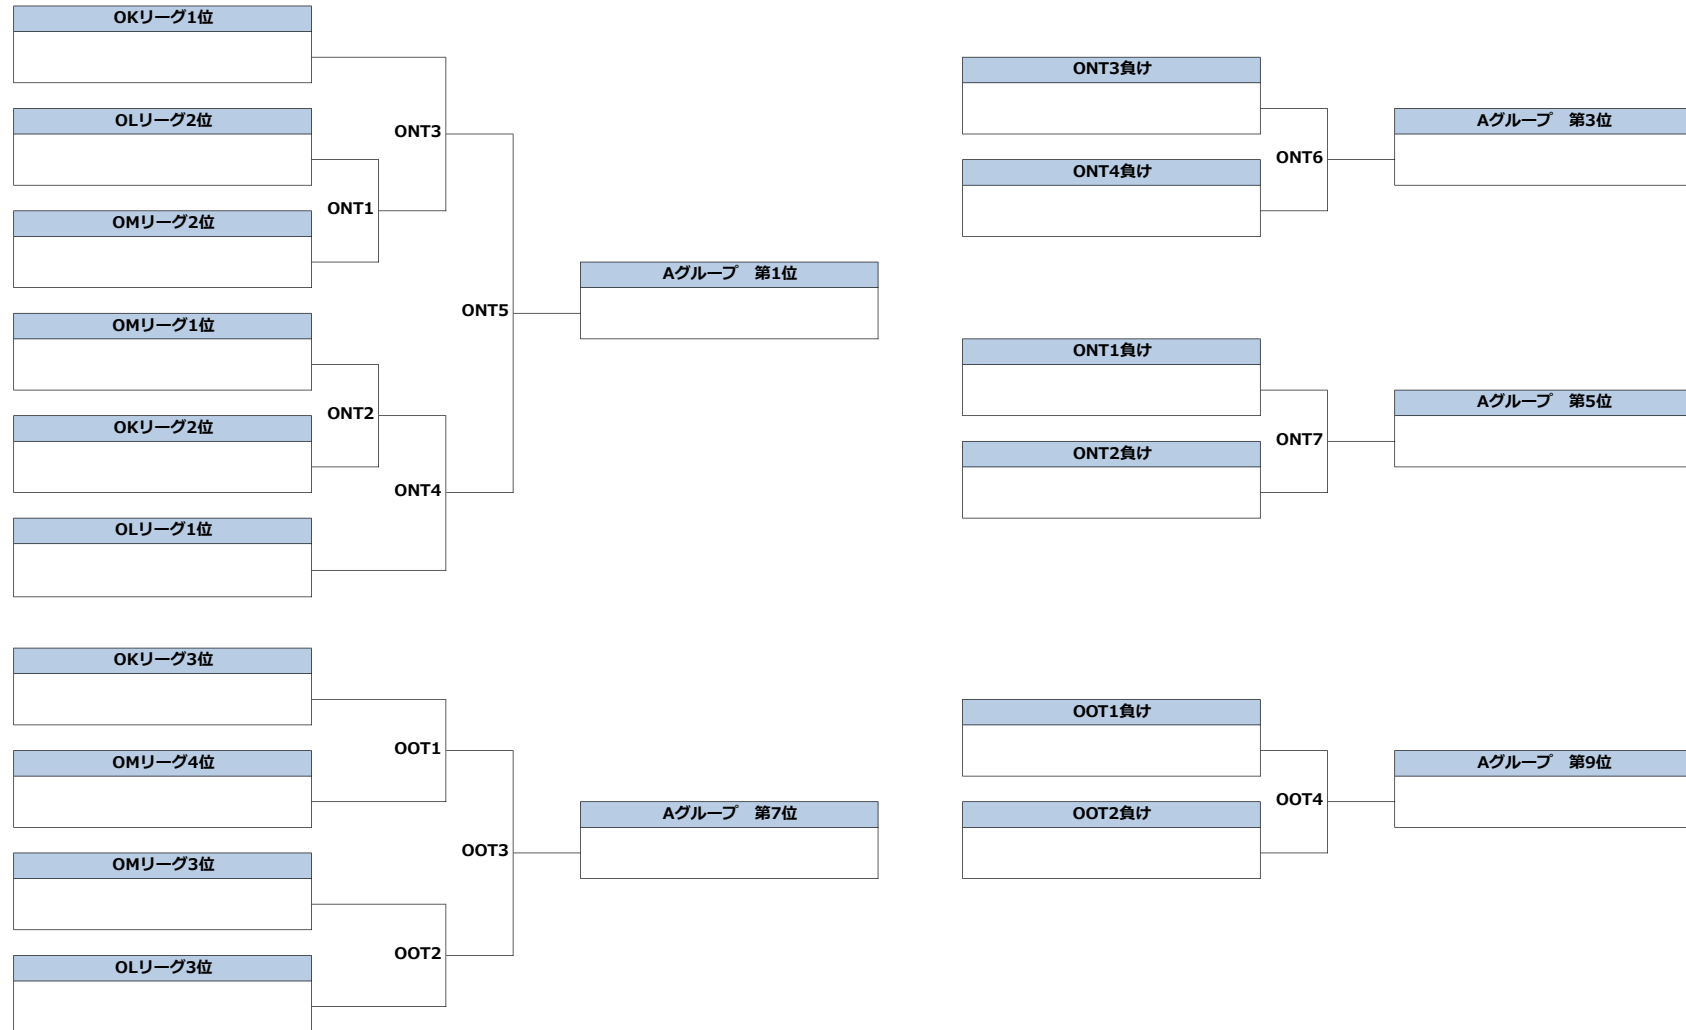 OKリーグ1位
OLリーグ2位
ONT3
ONT1
OMリーグ2位
Aグループ　第1位
ONT5
OMリーグ1位
ONT2
OKリーグ2位
ONT4
OLリーグ1位
ONT3負け
Aグループ　第3位
ONT6
ONT4負け
ONT1負け
Aグループ　第5位
ONT7
ONT2負け
OKリーグ3位
OOT1
OMリーグ4位
Aグループ　第7位
OOT3
OMリーグ3位
OOT2
OLリーグ3位
OOT1負け
Aグループ　第9位
OOT4
OOT2負け